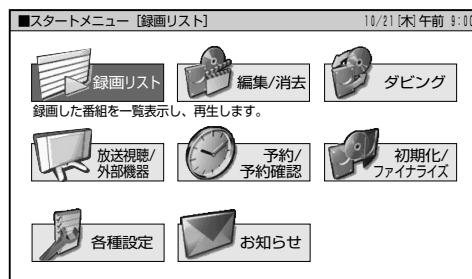 ■スタートメニュー [録画リスト] 10/21[木]午前 9:00
録画リスト
編集/消去
ダビング
録画した番組を一覧表示し、再生します。
放送視聴/
外部機器
予約/
予約確認
初期化/
ファイナライズ
各種設定
お知らせ